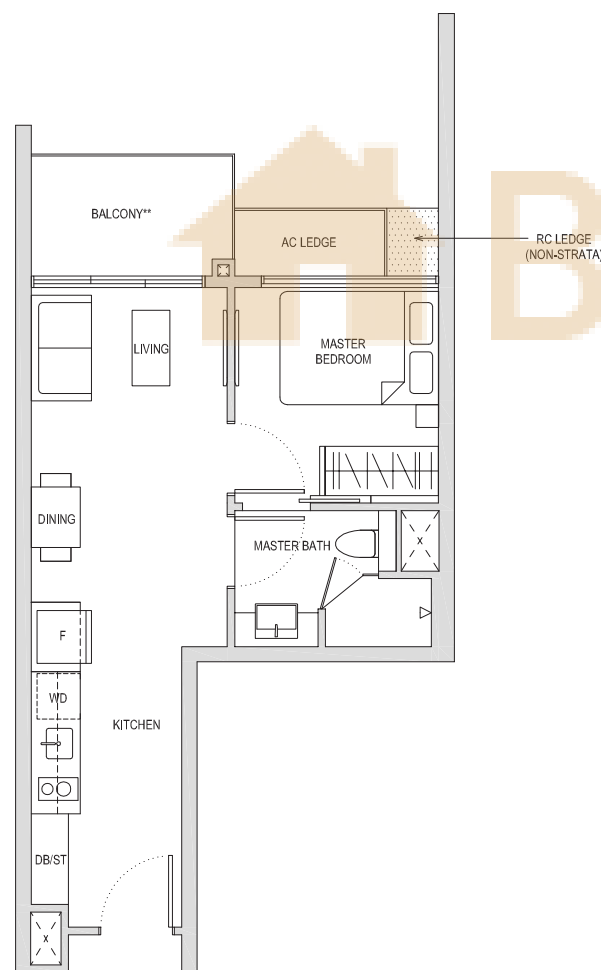 BALCONY**
AC LEDGE
RC LEDGE
(NON-STRATA)
LIVING
MASTER
BEDROOM
DINING
MASTER BATH
X
F
WD
KITCHEN
DB/ST
X
B